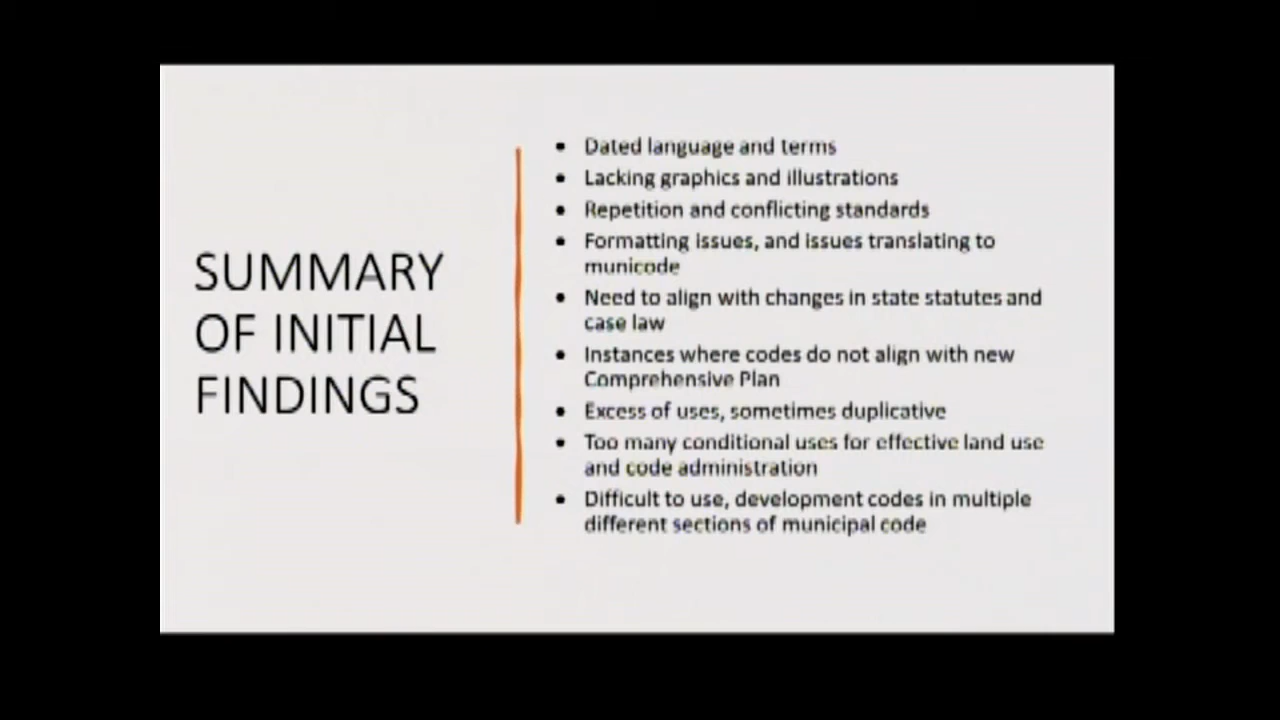 SUMMARY
OF INITIAL
FINDINGS
• Dated language and terms
• Lacking graphics and illustrations
• Repetition and conflicting standards
• Formatting issues, and issues translating to
municode
• Need to align with changes in state statutes and
case law
• Instances where codes do not align with new
Comprehensive Plan
• Excess of uses, sometimes duplicative
• Too many conditional uses for effective land use
and code administration
• Difficult to use, development codes in multiple
different sections of municipal code